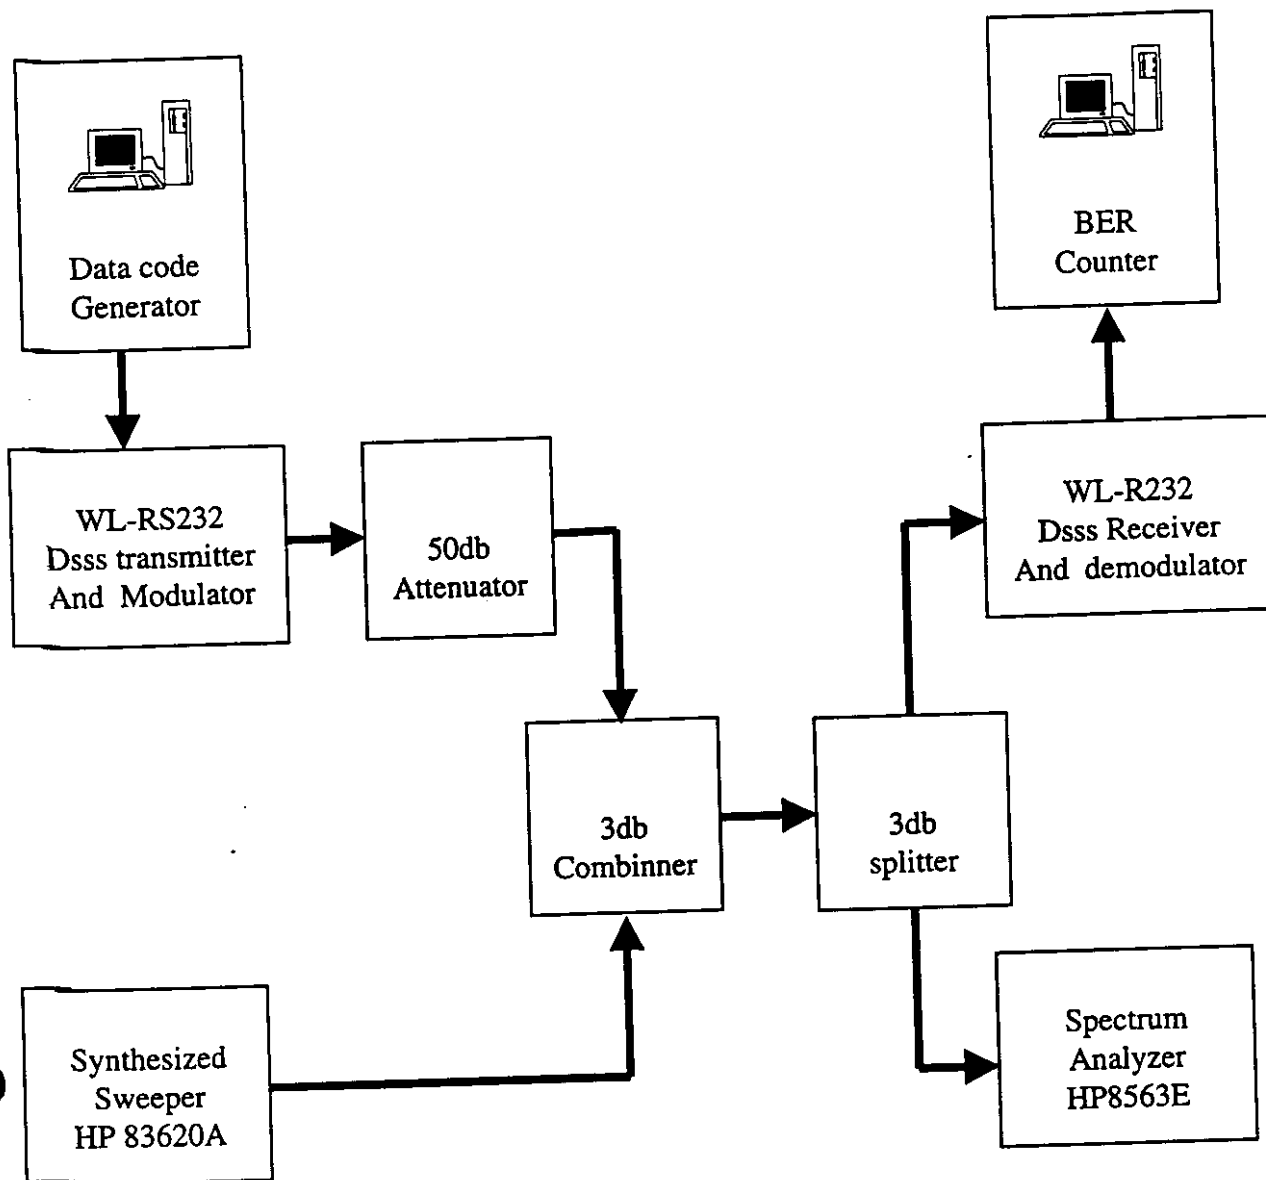 Data code
Generator
BER
Counter
WL-RS232
Dsss transmitter
And Modulator
50db
Attenuator
WL-R232
Dsss Receiver
And demodulator
3db
Combinner
3db
splitter
Synthesized
Sweeper
HP 83620A
Spectrum
Analyzer
HP8563E